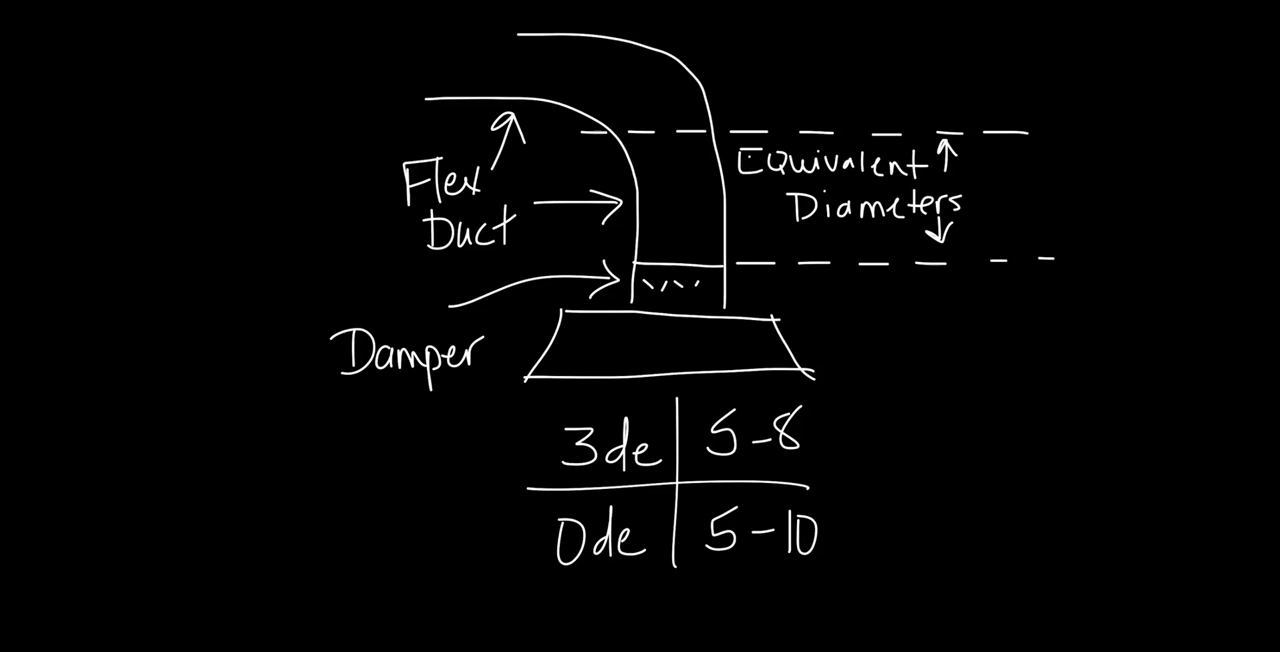 Equivalent
Diameters
Flex
Duct
Damper
3de 5-8
0de 5-10